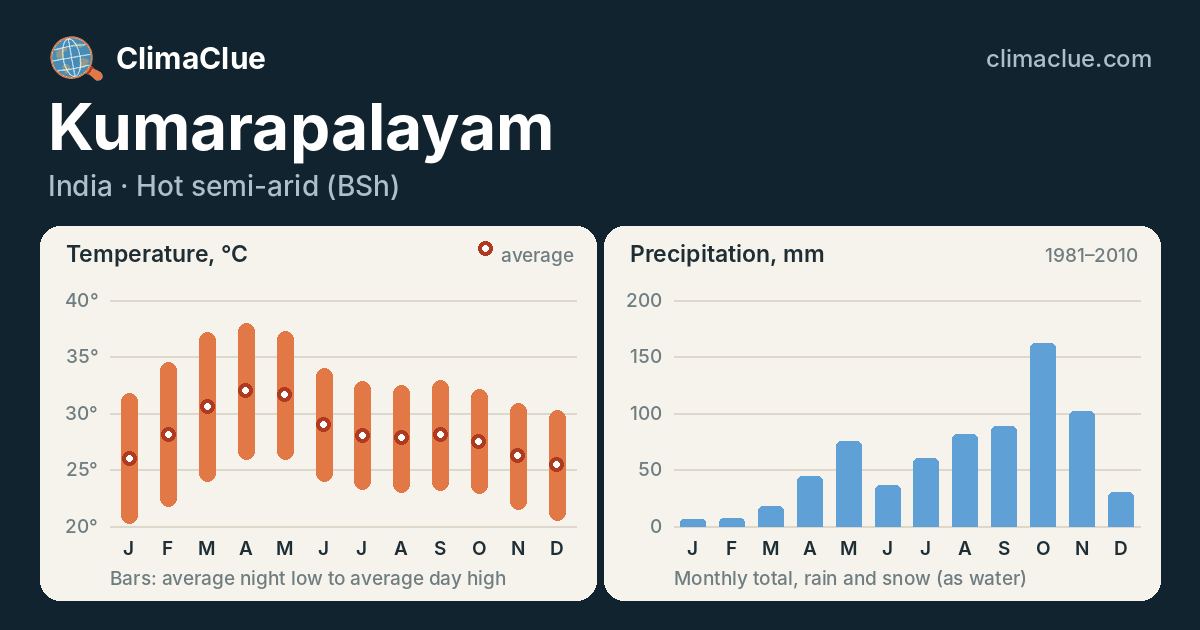 ClimaClue
climaclue.com
Kumarapalayam
India · Hot semi-arid (BSh)
Temperature, °C
average
40°
35°
30°
25°
20°
J F M A M J J A S O N D
Bars: average night low to average day high
Precipitation, mm
1981–2010
200
150
100
50
0
J F M A M J J A S O N D
Monthly total, rain and snow (as water)